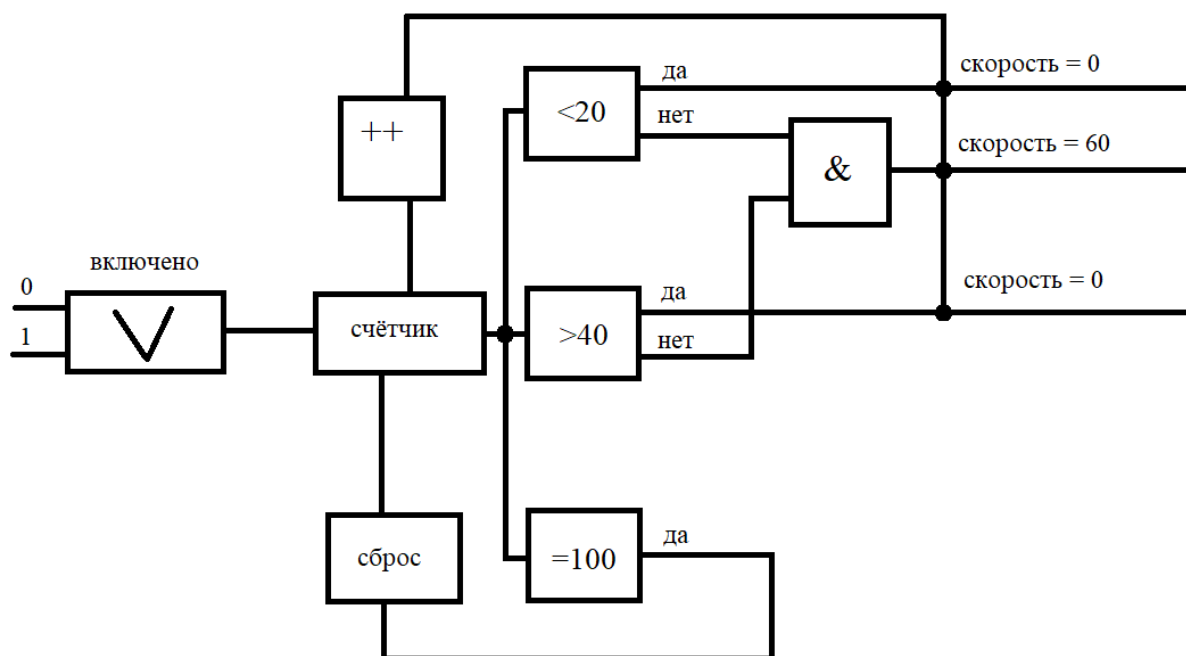 скорость = 0
да
<20
++
нет
скорость = 60
&
включено
скорость = 0
0
да
1
счётчик
>40
нет
да
сброс
=100